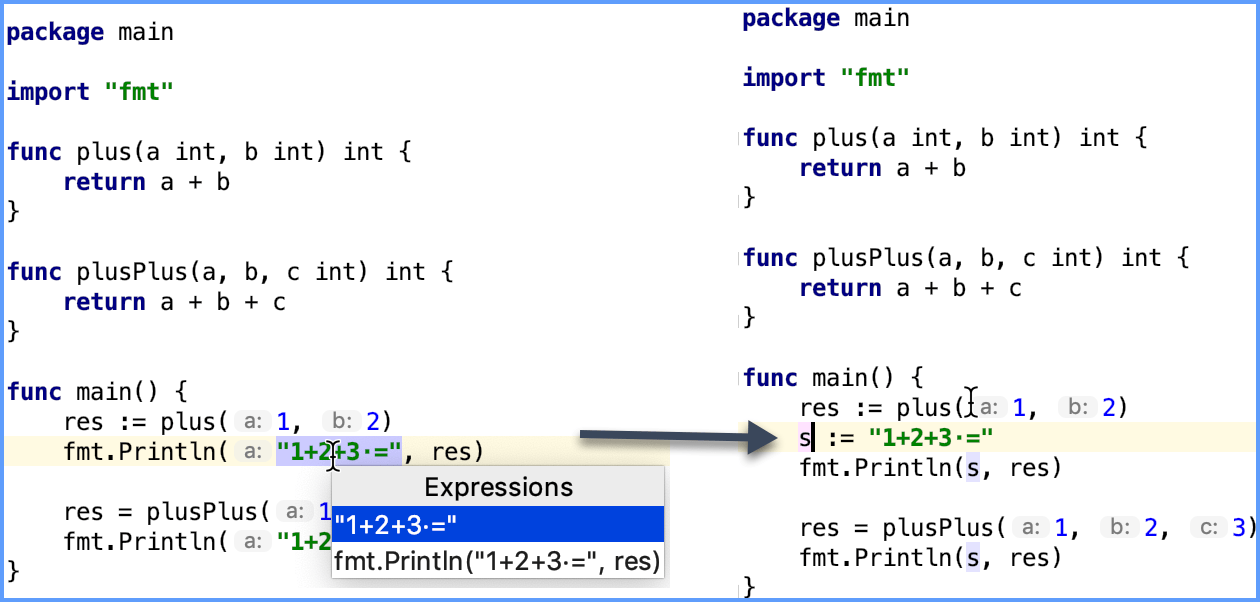 package main
import "fmt"
func plus(a int, b int) int {
return a + b
}
func plusPlus(a, b, c int) int {
return a + b + c
}
func main() {
res := plus( a: 1, b: 2)
fmt.Println( a: "1+2+3·=", res)
res = plusPlus( a: 1
fmt.Println( a: "1+2
}
Expressions
"1+2+3·="
fmt.Println("1+2+3·=", res)
package main
import "fmt"
func plus(a int, b int) int {
return a + b
}
func plusPlus(a, b, c int) int {
return a + b + c
}
func main() {
res := plus( a: 1, b: 2)
s := "1+2+3·="
fmt.Println(s, res)
res = plusPlus( a: 1, b: 2, c: 3)
fmt.Println(s, res)
}